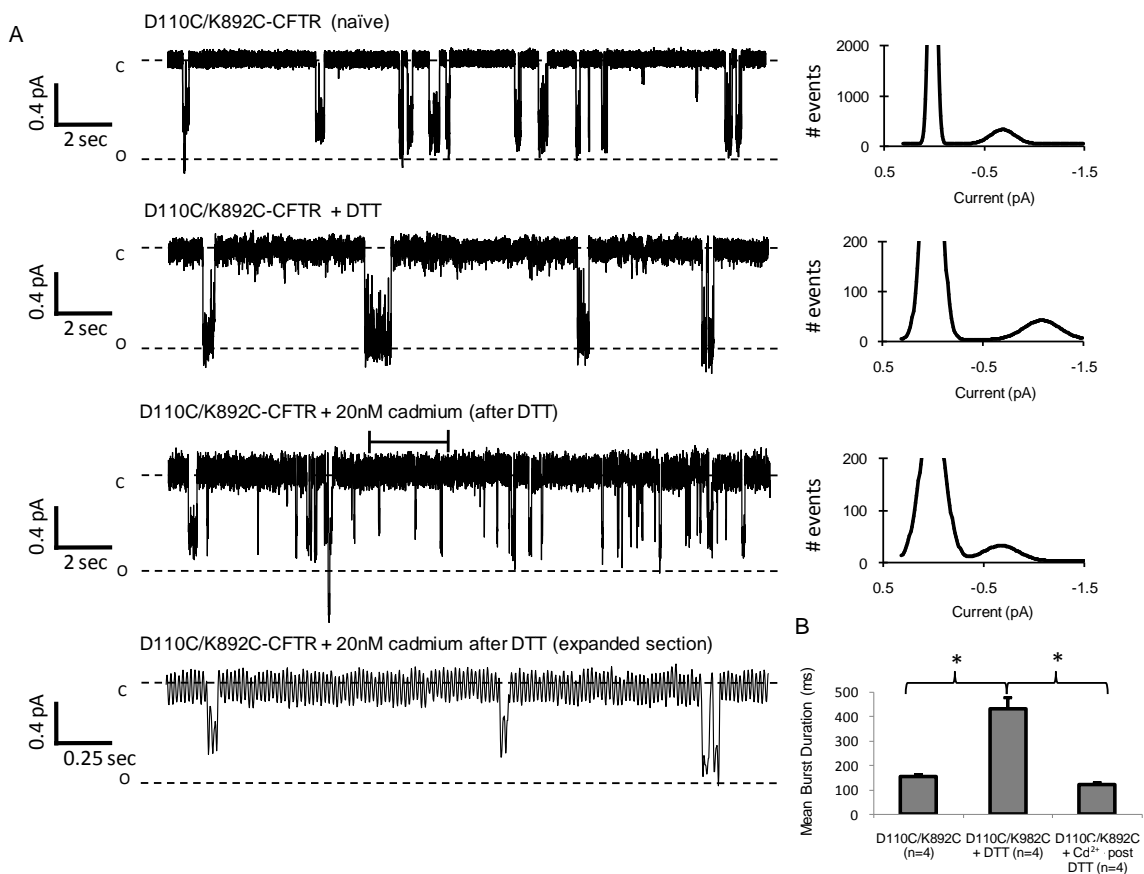 A
D110C/K892C-CFTR (naïve)
C
O
0.4 pA
2 sec
# events
2000
1000
0
0.5
-0.5
-1.5
Current (pA)
D110C/K892C-CFTR + DTT
C
O
0.4 pA
2 sec
# events
200
100
0
0.5
-0.5
-1.5
Current (pA)
D110C/K892C-CFTR + 20nM cadmium (after DTT)
C
O
0.4 pA
2 sec
# events
200
100
0
0.5
-0.5
-1.5
Current (pA)
D110C/K892C-CFTR + 20nM cadmium after DTT (expanded section)
C
O
0.4 pA
0.25 sec
B
Mean Burst Duration (ms)
500
400
300
200
100
0
* *
D110C/K892C
(n=4)
D110C/K982C
+ DTT (n=4)
D110C/K892C
+ Cd²⁺ post
DTT (n=4)